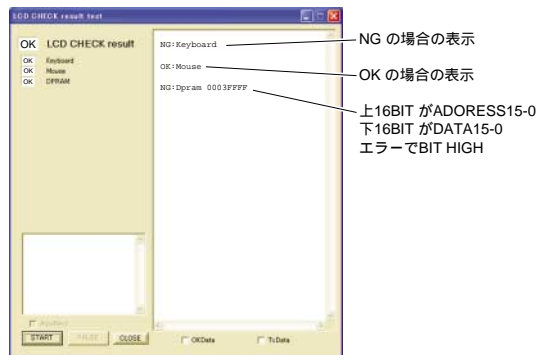 LCD CHECK result text
OK LCD CHECK result
OK Keyboard
OK Mouse
OK DPRAM
NG:Keyboard
OK:Mouse
NG:Dpram 0003FFFF
NG の場合の表示
OK の場合の表示
上16BIT がADORESS15-0
下16BIT がDATA15-0
エラーでBIT HIGH
START
PAUSE
CLOSE
OKData
TcData